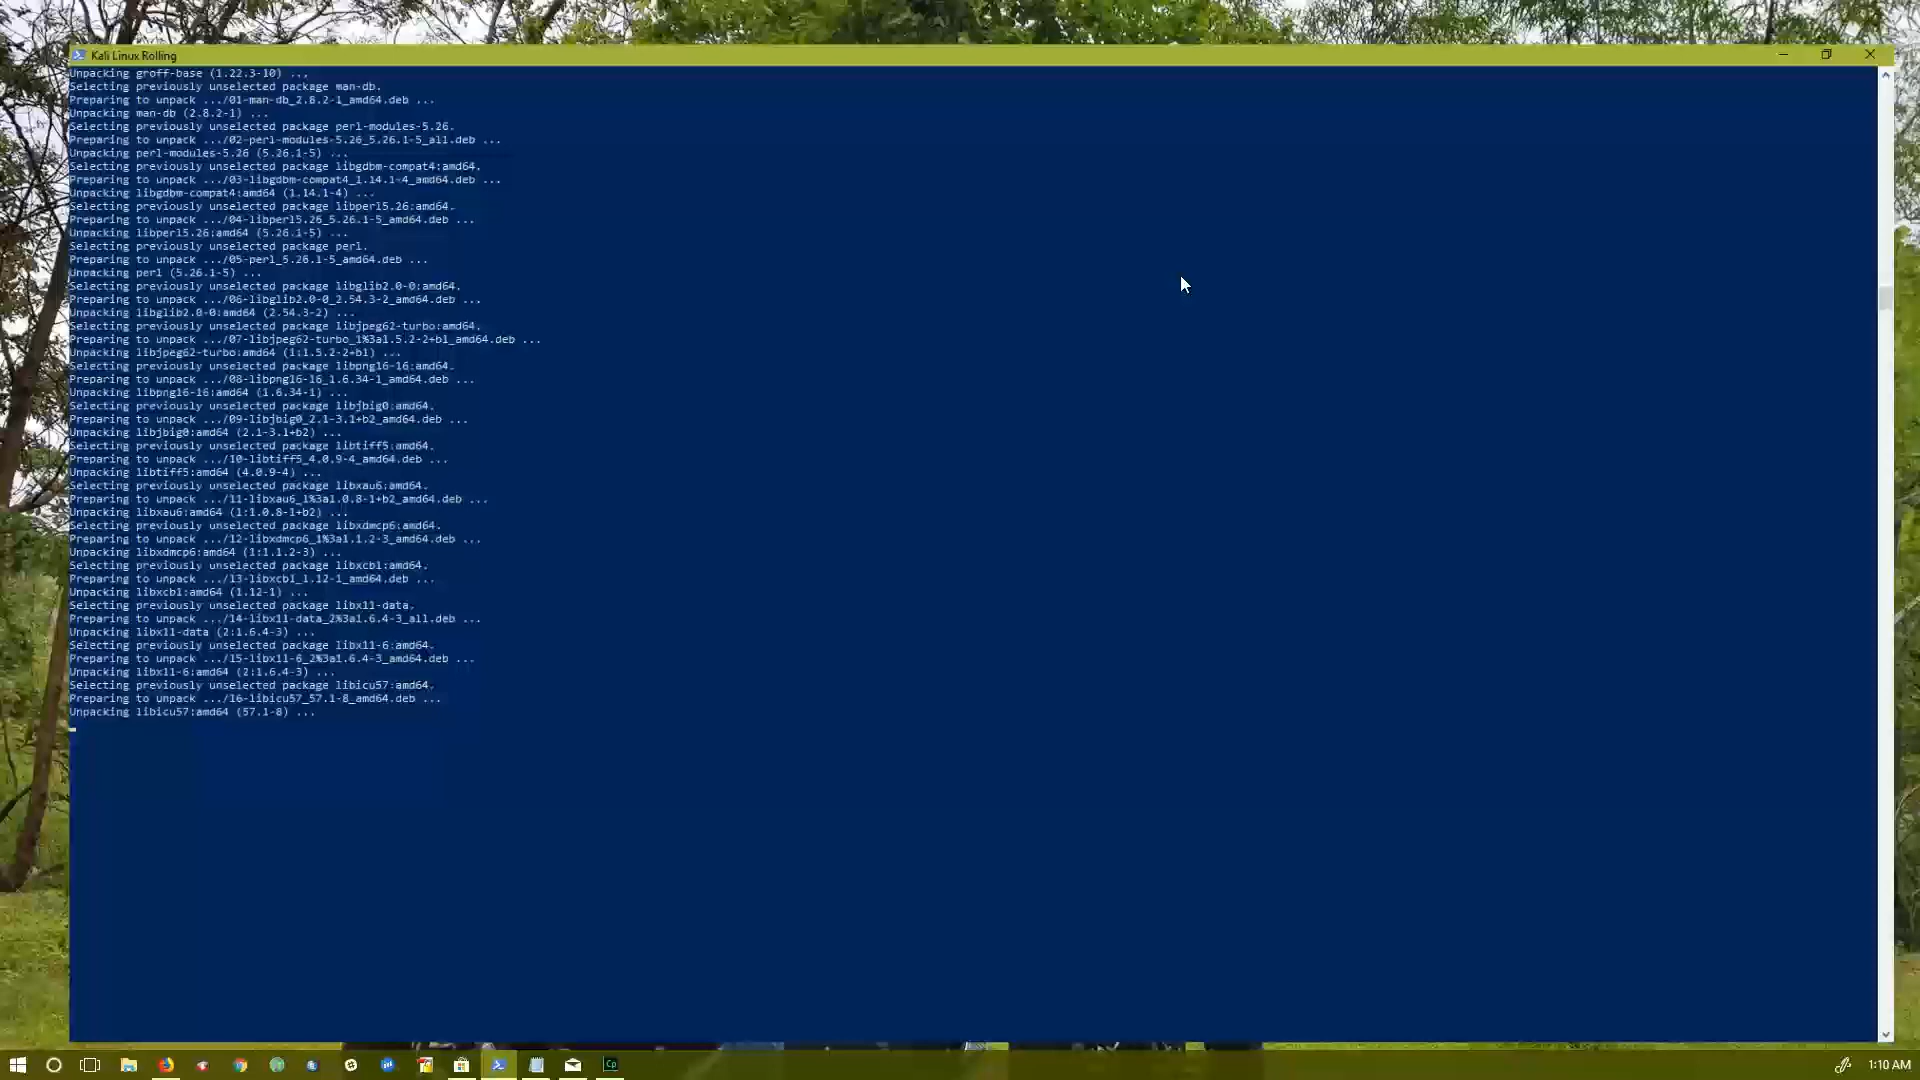 Kali Linux Rolling
Unpacking groff-base (1.22.3-10) ...
Selecting previously unselected package man-db.
Preparing to unpack .../01-man-db_2.8.2-1_amd64.deb ...
Unpacking man-db (2.8.2-1) ...
Selecting previously unselected package perl-modules-5.26.
Preparing to unpack .../02-perl-modules-5.26_5.26.1-5_all.deb ...
Unpacking perl-modules-5.26 (5.26.1-5) ...
Selecting previously unselected package libgdbm-compat4:amd64.
Preparing to unpack .../03-libgdbm-compat4_1.14.1-4_amd64.deb ...
Unpacking libgdbm-compat4:amd64 (1.14.1-4) ...
Selecting previously unselected package libperl5.26:amd64.
Preparing to unpack .../04-libperl5.26_5.26.1-5_amd64.deb ...
Unpacking libperl5.26:amd64 (5.26.1-5) ...
Selecting previously unselected package perl.
Preparing to unpack .../05-perl_5.26.1-5_amd64.deb ...
Unpacking perl (5.26.1-5) ...
Selecting previously unselected package libglib2.0-0:amd64.
Preparing to unpack .../06-libglib2.0-0_2.54.3-2_amd64.deb ...
Unpacking libglib2.0-0:amd64 (2.54.3-2) ...
Selecting previously unselected package libjpeg62-turbo:amd64.
Preparing to unpack .../07-libjpeg62-turbo_1%3a1.5.2-2+b1_amd64.deb ...
Unpacking libjpeg62-turbo:amd64 (1:1.5.2-2+b1) ...
Selecting previously unselected package libpng16-16:amd64.
Preparing to unpack .../08-libpng16-16_1.6.34-1_amd64.deb ...
Unpacking libpng16-16:amd64 (1.6.34-1) ...
Selecting previously unselected package libjbig0:amd64.
Preparing to unpack .../09-libjbig0_2.1-3.1+b2_amd64.deb ...
Unpacking libjbig0:amd64 (2.1-3.1+b2) ...
Selecting previously unselected package libtiff5:amd64.
Preparing to unpack .../10-libtiff5_4.0.9-4_amd64.deb ...
Unpacking libtiff5:amd64 (4.0.9-4) ...
Selecting previously unselected package libxau6:amd64.
Preparing to unpack .../11-libxau6_1%3a1.0.8-1+b2_amd64.deb ...
Unpacking libxau6:amd64 (1:1.0.8-1+b2) ...
Selecting previously unselected package libxdmcp6:amd64.
Preparing to unpack .../12-libxdmcp6_1%3a1.1.2-3_amd64.deb ...
Unpacking libxdmcp6:amd64 (1:1.1.2-3) ...
Selecting previously unselected package libxcb1:amd64.
Preparing to unpack .../13-libxcb1_1.12-1_amd64.deb ...
Unpacking libxcb1:amd64 (1.12-1) ...
Selecting previously unselected package libx11-data.
Preparing to unpack .../14-libx11-data_2%3a1.6.4-3_all.deb ...
Unpacking libx11-data (2:1.6.4-3) ...
Selecting previously unselected package libx11-6:amd64.
Preparing to unpack .../15-libx11-6_2%3a1.6.4-3_amd64.deb ...
Unpacking libx11-6:amd64 (2:1.6.4-3) ...
Selecting previously unselected package libicu57:amd64.
Preparing to unpack .../16-libicu57_57.1-8_amd64.deb ...
Unpacking libicu57:amd64 (57.1-8) ...
Cp
1:10 AM